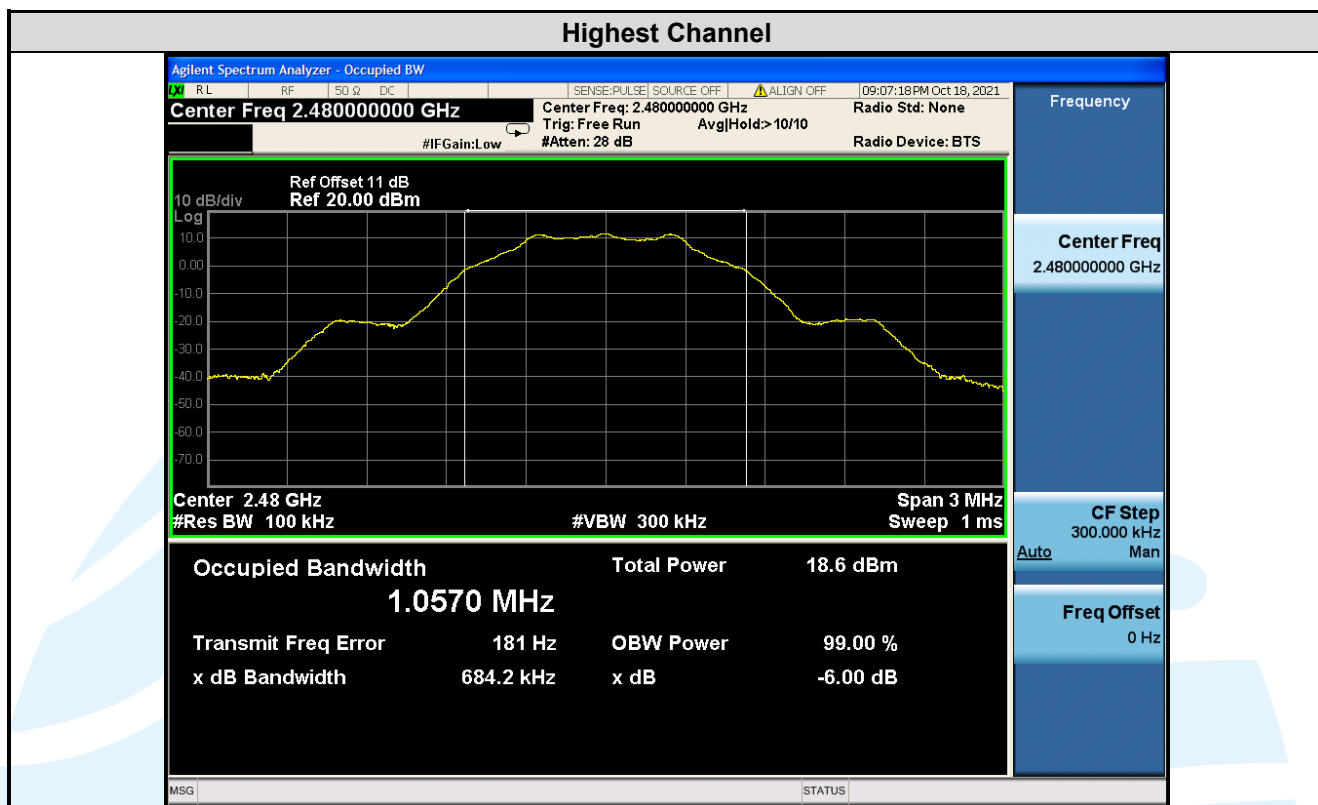 Highest Channel
Agilent Spectrum Analyzer - Occupied BW
LXI RL RF 50 Ω DC SENSE:PULSE SOURCE OFF ALIGN OFF 09:07:18 PM Oct 18, 2021
Center Freq 2.480000000 GHz
Center Freq: 2.480000000 GHz Radio Std: None
Trig: Free Run Avg|Hold:>10/10
#IFGain:Low #Atten: 28 dB Radio Device: BTS
Ref Offset 11 dB
10 dB/div Ref 20.00 dBm
Log
10.0
0.00
-10.0
-20.0
-30.0
-40.0
-50.0
-60.0
-70.0
Center 2.48 GHz Span 3 MHz
#Res BW 100 kHz #VBW 300 kHz Sweep 1 ms
Occupied Bandwidth Total Power 18.6 dBm
1.0570 MHz
Transmit Freq Error 181 Hz OBW Power 99.00 %
x dB Bandwidth 684.2 kHz x dB -6.00 dB
Frequency
Center Freq
2.480000000 GHz
CF Step
300.000 kHz
Auto Man
Freq Offset
0 Hz
MSG STATUS